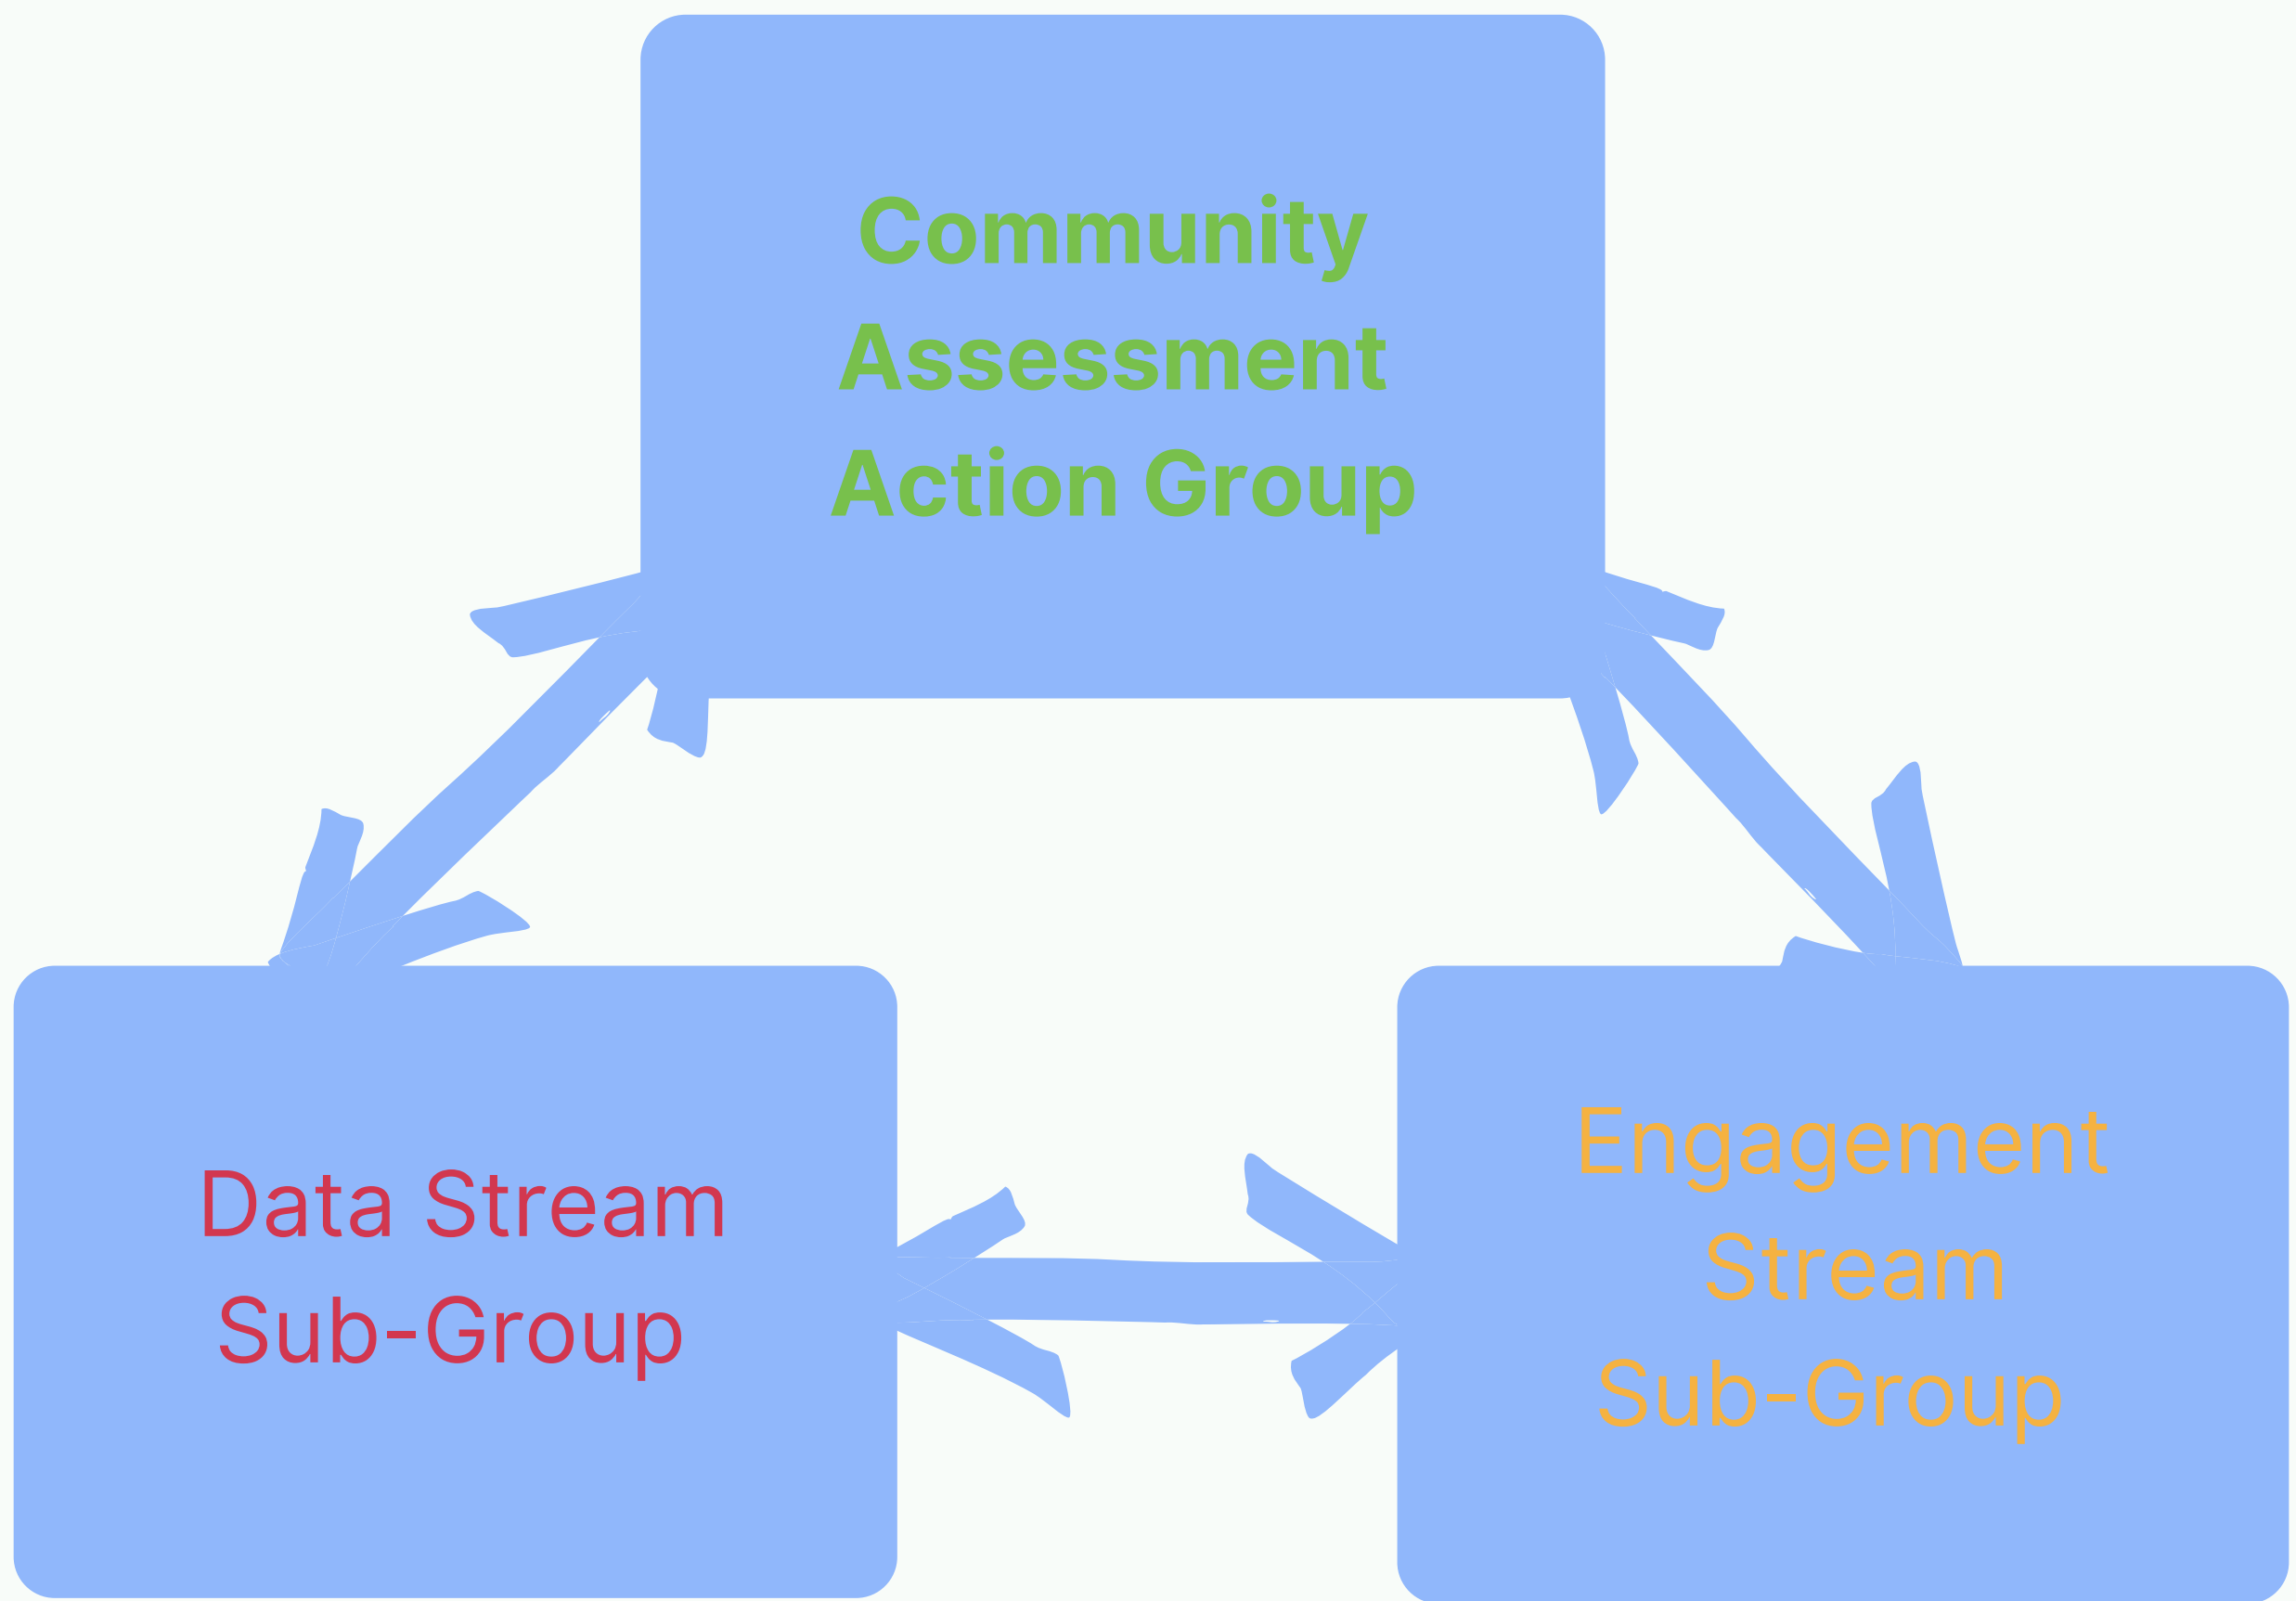 Community
Assessment
Action Group
Data Stream
Sub-Group
Engagement
Stream
Sub-Group